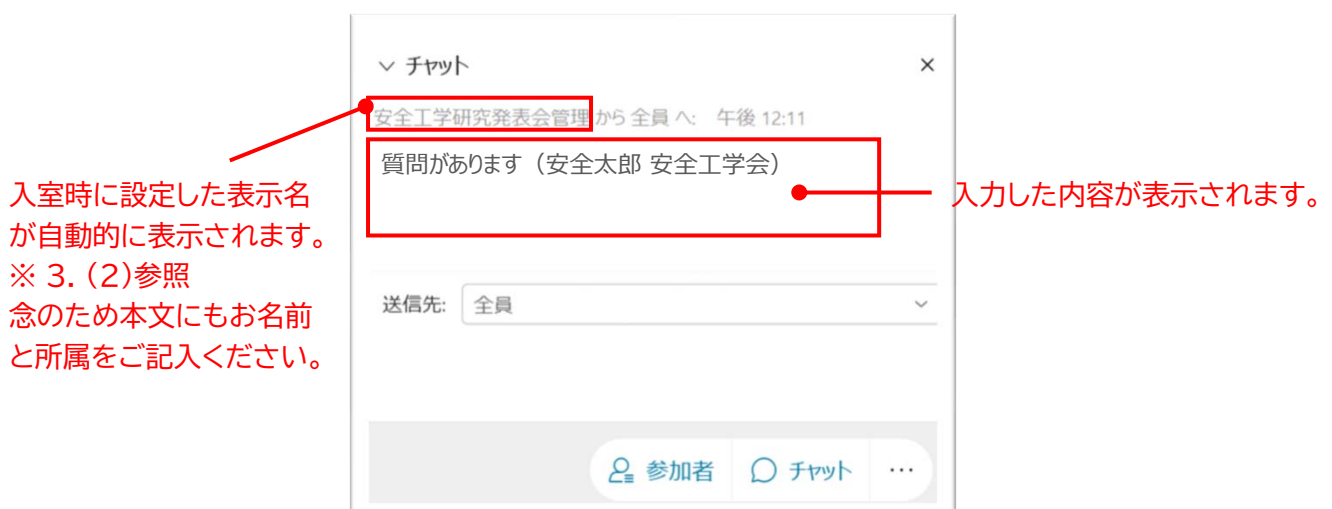 チャット
安全工学研究発表会管理 から 全員 へ: 午後 12:11
質問があります（安全太郎 安全工学会）
入室時に設定した表示名
が自動的に表示されます。
※ 3.（2）参照
念のため本文にもお名前
と所属をご記入ください。
入力した内容が表示されます。
送信先: 全員
参加者 チャット ...